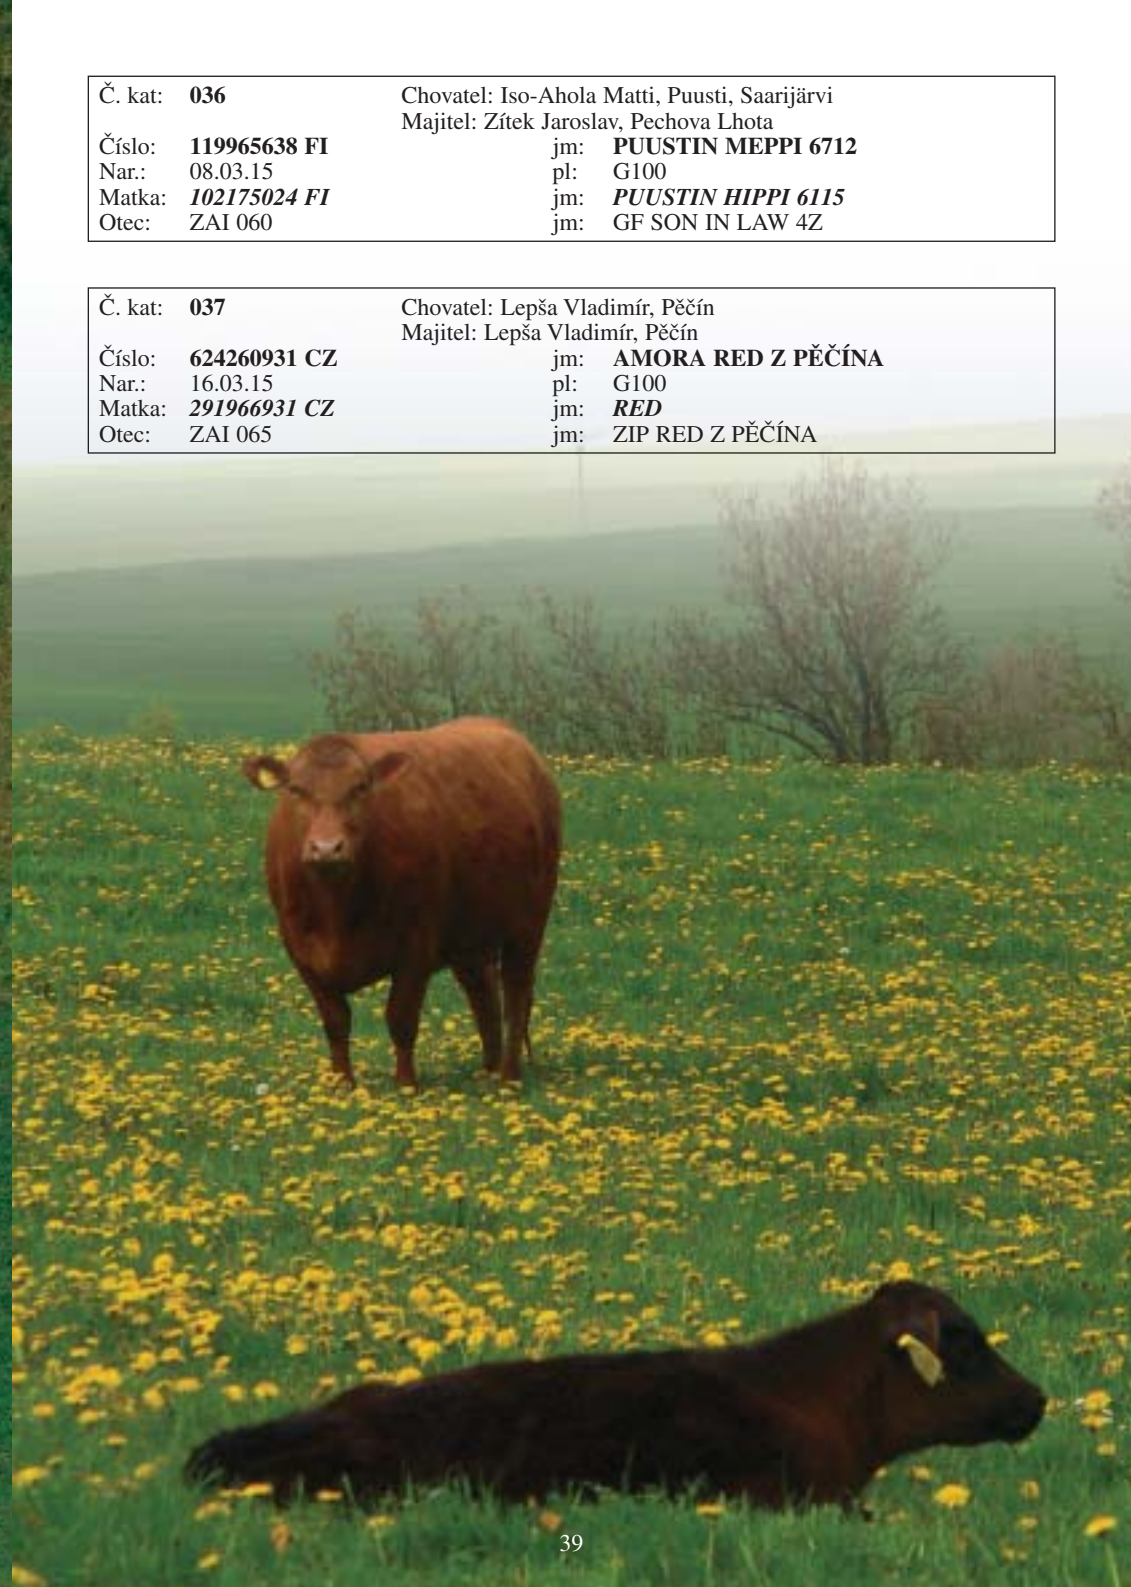 Č. kat: 036 Chovatel: Iso-Ahola Matti, Puusti, Saarijärvi
Majitel: Zítek Jaroslav, Pechova Lhota
Číslo: 119965638 FI jm: PUUSTIN MEPPI 6712
Nar.: 08.03.15 pl: G100
Matka: 102175024 FI jm: PUUSTIN HIPPI 6115
Otec: ZAI 060 jm: GF SON IN LAW 4Z
Č. kat: 037 Chovatel: Lepša Vladimír, Pěčín
Majitel: Lepša Vladimír, Pěčín
Číslo: 624260931 CZ jm: AMORA RED Z PĚČÍNA
Nar.: 16.03.15 pl: G100
Matka: 291966931 CZ jm: RED
Otec: ZAI 065 jm: ZIP RED Z PĚČÍNA
39